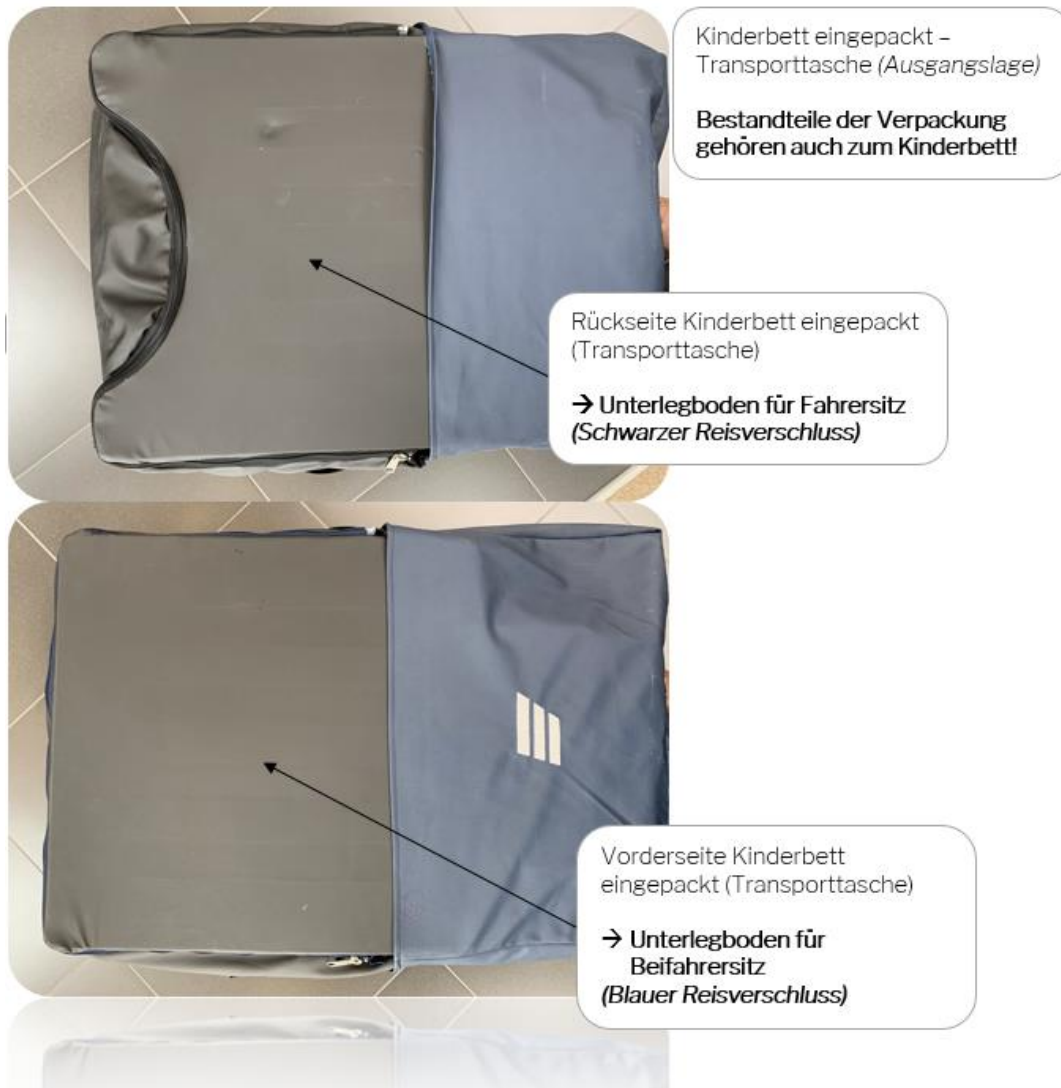 Kinderbett eingepackt –
Transporttasche (Ausgangslage)
Bestandteile der Verpackung
gehören auch zum Kinderbett!
Rückseite Kinderbett eingepackt
(Transporttasche)
→ Unterlegboden für Fahrersitz
(Schwarzer Reisverschluss)
Vorderseite Kinderbett
eingepackt (Transporttasche)
→ Unterlegboden für
Beifahrersitz
(Blauer Reisverschluss)